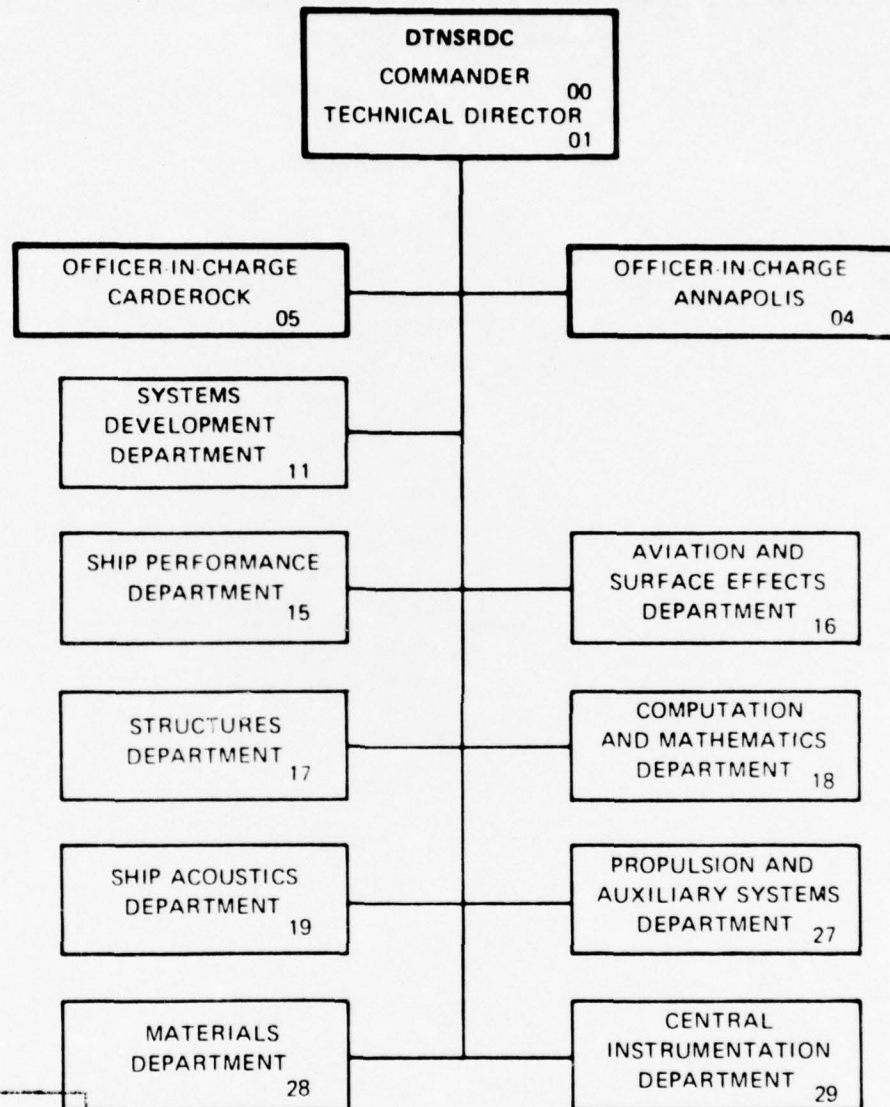 DTNSRDC
COMMANDER
00
TECHNICAL DIRECTOR
01
OFFICER-IN-CHARGE
CARDEROCK
05
OFFICER-IN-CHARGE
ANNAPOLIS
04
SYSTEMS
DEVELOPMENT
DEPARTMENT
11
SHIP PERFORMANCE
DEPARTMENT
15
AVIATION AND
SURFACE EFFECTS
DEPARTMENT
16
STRUCTURES
DEPARTMENT
17
COMPUTATION
AND MATHEMATICS
DEPARTMENT
18
SHIP ACOUSTICS
DEPARTMENT
19
PROPULSION AND
AUXILIARY SYSTEMS
DEPARTMENT
27
MATERIALS
DEPARTMENT
28
CENTRAL
INSTRUMENTATION
DEPARTMENT
29